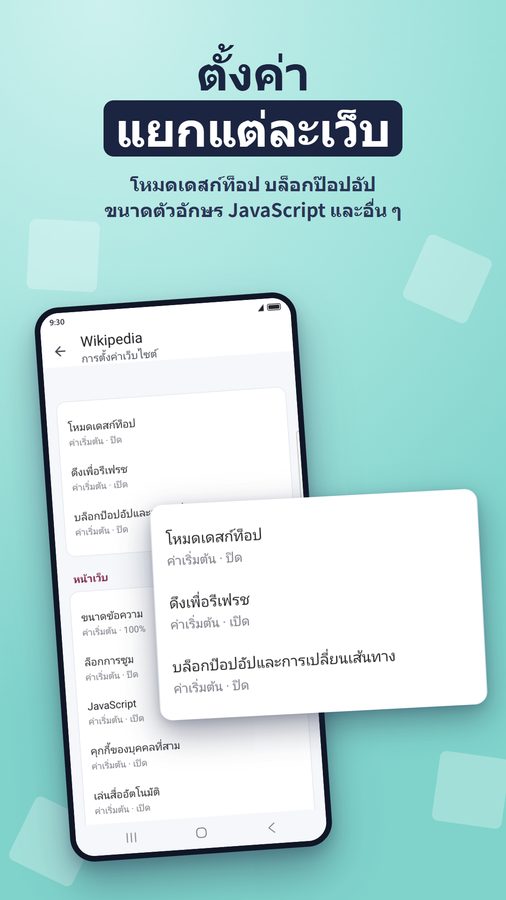 ตั้งค่า
แยกแต่ละเว็บ
โหมดเดสก์ท็อป บล็อกป๊อปอัป
ขนาดตัวอักษร JavaScript และอื่น ๆ
9:30
Wikipedia
การตั้งค่าเว็บไซต์
โหมดเดสก์ท็อป
ค่าเริ่มต้น · ปิด
ดึงเพื่อรีเฟรช
ค่าเริ่มต้น · เปิด
บล็อกป๊อปอัปและ
ค่าเริ่มต้น · ปิด
โหมดเดสก์ท็อป
ค่าเริ่มต้น · ปิด
ดึงเพื่อรีเฟรช
ค่าเริ่มต้น · เปิด
บล็อกป๊อปอัปและการเปลี่ยนเส้นทาง
ค่าเริ่มต้น · ปิด
หน้าเว็บ
ขนาดข้อความ
ค่าเริ่มต้น · 100%
ล็อกการซูม
ค่าเริ่มต้น · ปิด
JavaScript
ค่าเริ่มต้น · เปิด
คุกกี้ของบุคคลที่สาม
ค่าเริ่มต้น · เปิด
เล่นสื่ออัตโนมัติ
ค่าเริ่มต้น · เปิด